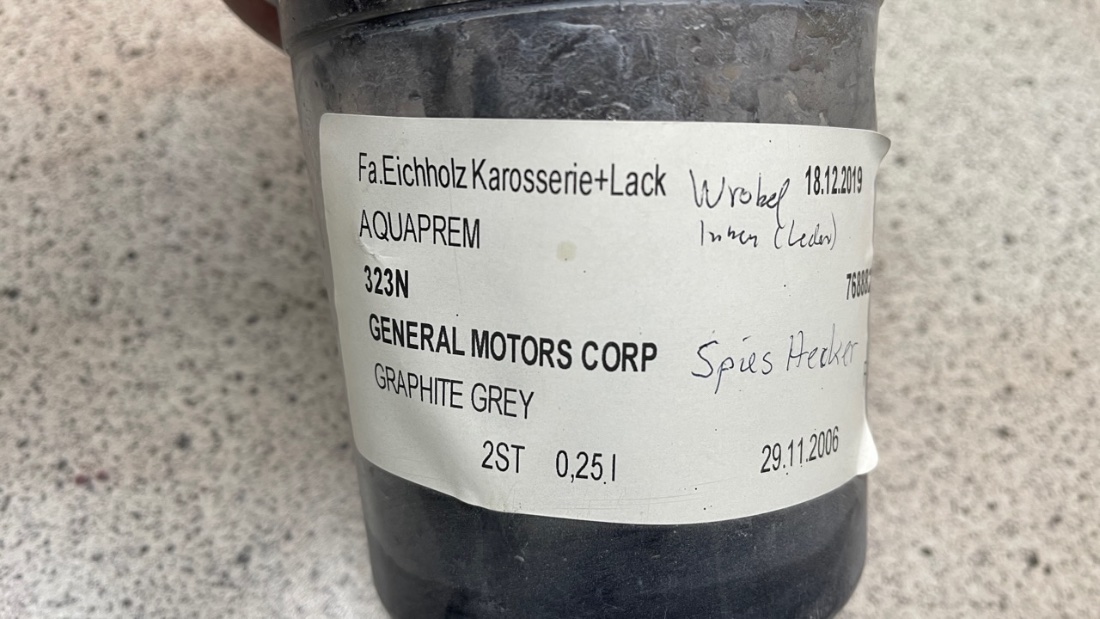 Fa.Eichholz Karosserie+Lack Wrobel 18.12.2019
AQUAPREM Innen (Leder)
323N 76888
GENERAL MOTORS CORP Spies Hecker
GRAPHITE GREY
2ST 0,25 l 29.11.2006